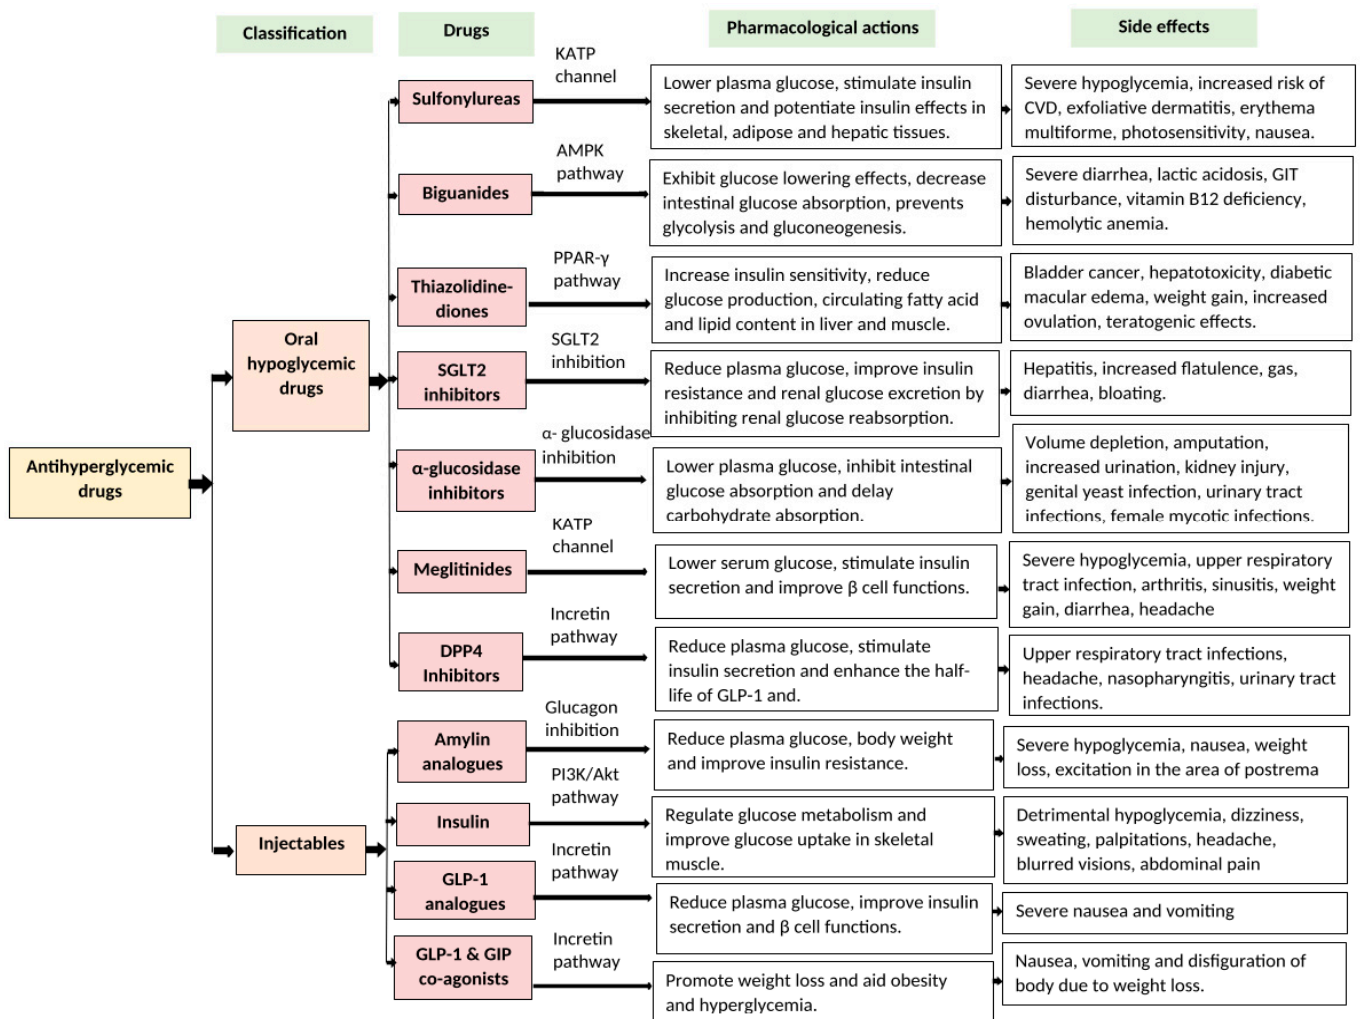 Classification
Drugs
Pharmacological actions
Side effects
Antihyperglycemic
drugs
Oral
hypoglycemic
drugs
Sulfonylureas
KATP
channel
Lower plasma glucose, stimulate insulin
secretion and potentiate insulin effects in
skeletal, adipose and hepatic tissues.
Severe hypoglycemia, increased risk of
CVD, exfoliative dermatitis, erythema
multiforme, photosensitivity, nausea.
Biguanides
AMPK
pathway
Exhibit glucose lowering effects, decrease
intestinal glucose absorption, prevents
glycolysis and gluconeogenesis.
Severe diarrhea, lactic acidosis, GIT
disturbance, vitamin B12 deficiency,
hemolytic anemia.
Thiazolidine-
diones
PPAR-γ
pathway
Increase insulin sensitivity, reduce
glucose production, circulating fatty acid
and lipid content in liver and muscle.
Bladder cancer, hepatotoxicity, diabetic
macular edema, weight gain, increased
ovulation, teratogenic effects.
SGLT2
inhibitors
SGLT2
inhibition
Reduce plasma glucose, improve insulin
resistance and renal glucose excretion by
inhibiting renal glucose reabsorption.
Hepatitis, increased flatulence, gas,
diarrhea, bloating.
α-glucosidase
inhibitors
α- glucosidase
inhibition
Lower plasma glucose, inhibit intestinal
glucose absorption and delay
carbohydrate absorption.
Volume depletion, amputation,
increased urination, kidney injury,
genital yeast infection, urinary tract
infections, female mycotic infections.
Meglitinides
KATP
channel
Lower serum glucose, stimulate insulin
secretion and improve β cell functions.
Severe hypoglycemia, upper respiratory
tract infection, arthritis, sinusitis, weight
gain, diarrhea, headache
DPP4
Inhibitors
Incretin
pathway
Reduce plasma glucose, stimulate
insulin secretion and enhance the half-
life of GLP-1 and.
Upper respiratory tract infections,
headache, nasopharyngitis, urinary tract
infections.
Injectables
Amylin
analogues
Glucagon
inhibition
Reduce plasma glucose, body weight
and improve insulin resistance.
Severe hypoglycemia, nausea, weight
loss, excitation in the area of postrema
Insulin
PI3K/Akt
pathway
Regulate glucose metabolism and
improve glucose uptake in skeletal
muscle.
Detrimental hypoglycemia, dizziness,
sweating, palpitations, headache,
blurred visions, abdominal pain
GLP-1
analogues
Incretin
pathway
Reduce plasma glucose, improve insulin
secretion and β cell functions.
Severe nausea and vomiting
GLP-1 & GIP
co-agonists
Incretin
pathway
Promote weight loss and aid obesity
and hyperglycemia.
Nausea, vomiting and disfiguration of
body due to weight loss.